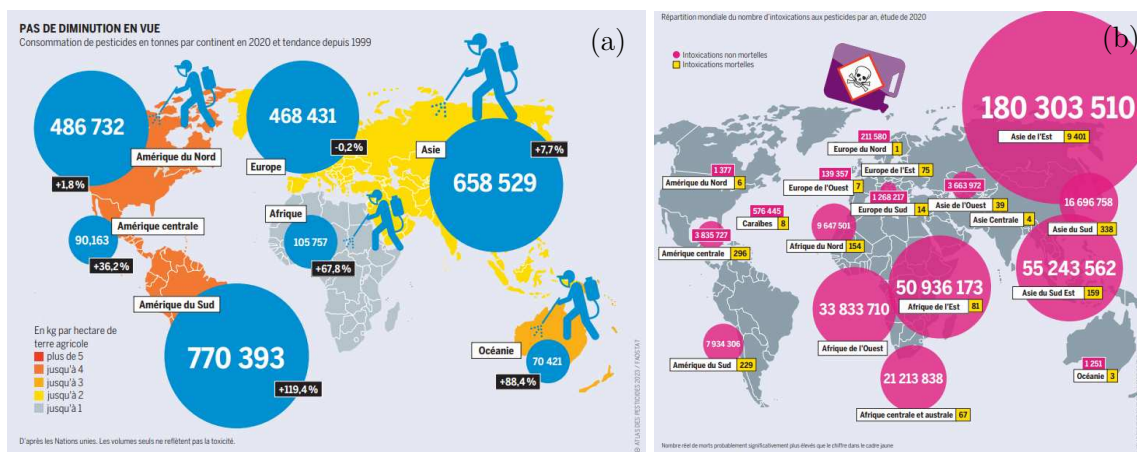 PAS DE DIMINUTION EN VUE
Consommation de pesticides en tonnes par continent en 2020 et tendance depuis 1999
(a)
486 732
Amérique du Nord
+1,8 %
468 431
-0,2 %
Europe
Asie
+7,7 %
658 529
Amérique centrale
90,163
+36,2 %
Afrique
105 757
+67,8 %
Amérique du Sud
770 393
+119,4 %
Océanie
70 421
+88,4 %
En kg par hectare de
terre agricole
plus de 5
jusqu'à 4
jusqu'à 3
jusqu'à 2
jusqu'à 1
D'après les Nations unies. Les volumes seuls ne reflètent pas la toxicité.
© ATLAS DES PESTICIDES 2023 / FAOSTAT
Répartition mondiale du nombre d'intoxications aux pesticides par an, étude de 2020
(b)
Intoxications non mortelles
Intoxications mortelles
180 303 510
Asie de l'Est 9 401
211 580
Europe du Nord 1
1 377
Amérique du Nord 6
139 357
Europe de l'Ouest 7
Europe de l'Est 75
1 268 217
Europe du Sud 14
3 663 972
Asie de l'Ouest 39
Asie Centrale 4
16 696 758
Asie du Sud 338
576 445
Caraïbes 8
3 835 727
Amérique centrale 296
9 647 501
Afrique du Nord 154
55 243 562
Asie du Sud Est 159
50 936 173
Afrique de l'Est 81
33 833 710
Afrique de l'Ouest
7 934 306
Amérique du Sud 229
21 213 838
Afrique centrale et australe 67
1 251
Océanie 3
Nombre réel de morts probablement significativement plus élevés que le chiffre dans le cadre jaune